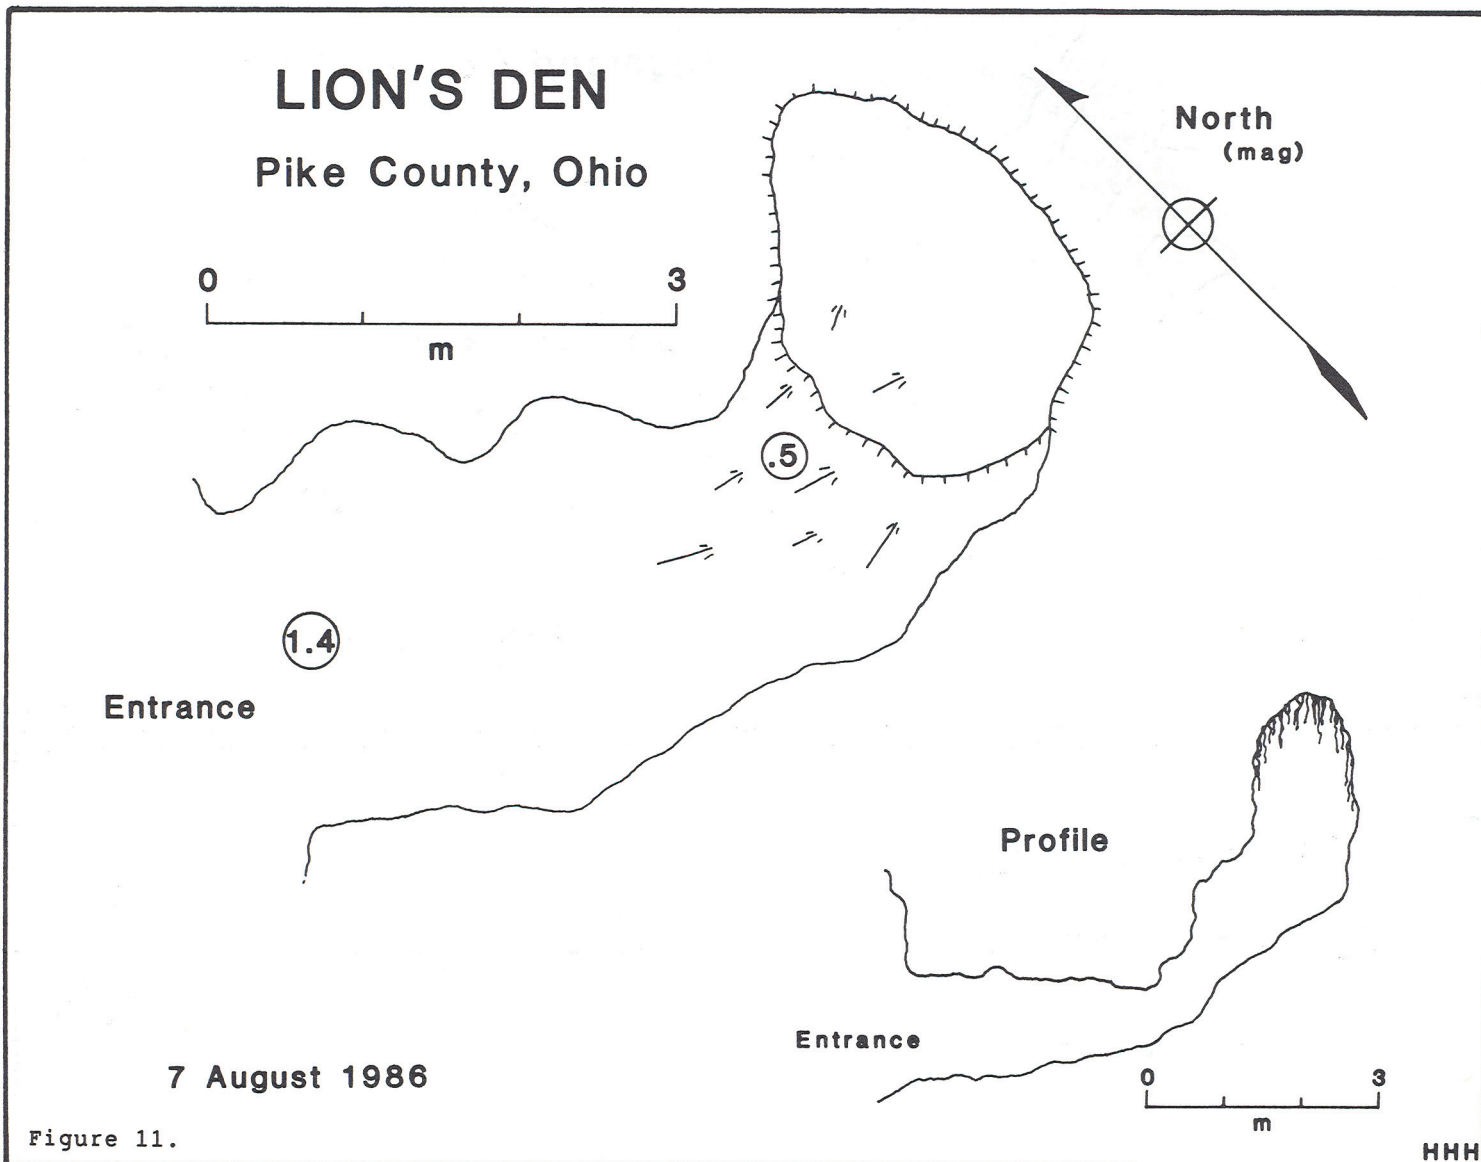 LION'S DEN
Pike County, Ohio
North
(mag)
0 3
m
.5
1.4
Entrance
Profile
Entrance
0 3
m
7 August 1986
Figure 11.
HHH